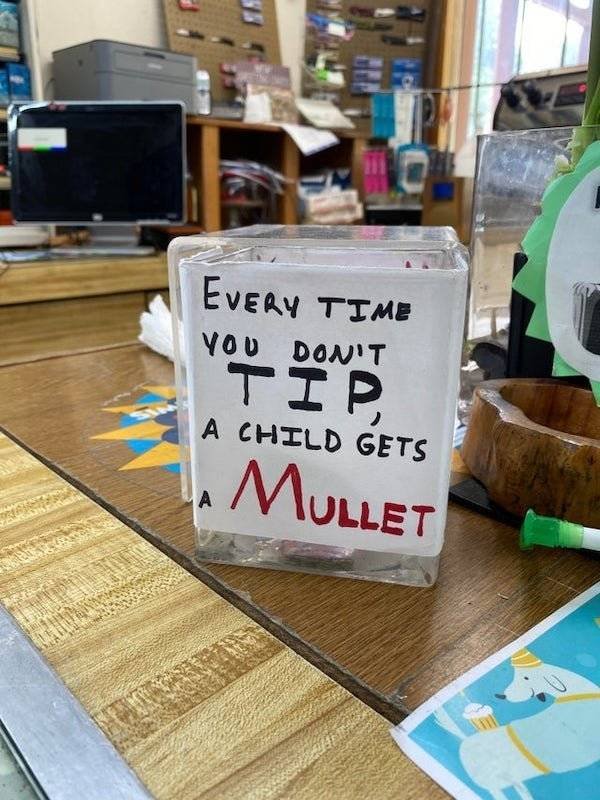 EVERY TIME
YOU DON'T
TIP,
A CHILD GETS
A MULLET